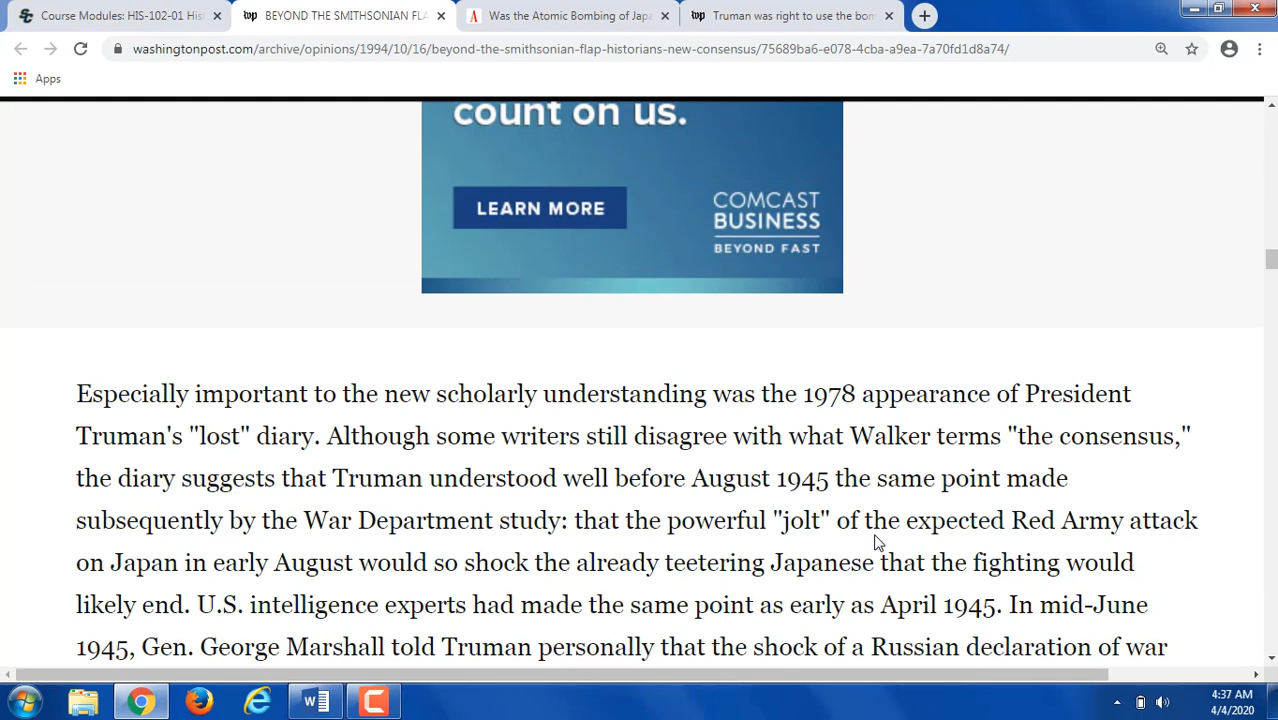 Course Modules: HIS-102-01 His
BEYOND THE SMITHSONIAN FL
Was the Atomic Bombing of Jap
Truman was right to use the bom
washingtonpost.com/archive/opinions/1994/10/16/beyond-the-smithsonian-flap-historians-new-consensus/75689ba6-e078-4cba-a9ea-7a70fd1d8a74/
Apps
count on us.
LEARN MORE
COMCAST
BUSINESS
BEYOND FAST
Especially important to the new scholarly understanding was the 1978 appearance of President
Truman's "lost" diary. Although some writers still disagree with what Walker terms "the consensus,"
the diary suggests that Truman understood well before August 1945 the same point made
subsequently by the War Department study: that the powerful "jolt" of the expected Red Army attack
on Japan in early August would so shock the already teetering Japanese that the fighting would
likely end. U.S. intelligence experts had made the same point as early as April 1945. In mid-June
1945, Gen. George Marshall told Truman personally that the shock of a Russian declaration of war
4:37 AM
4/4/2020